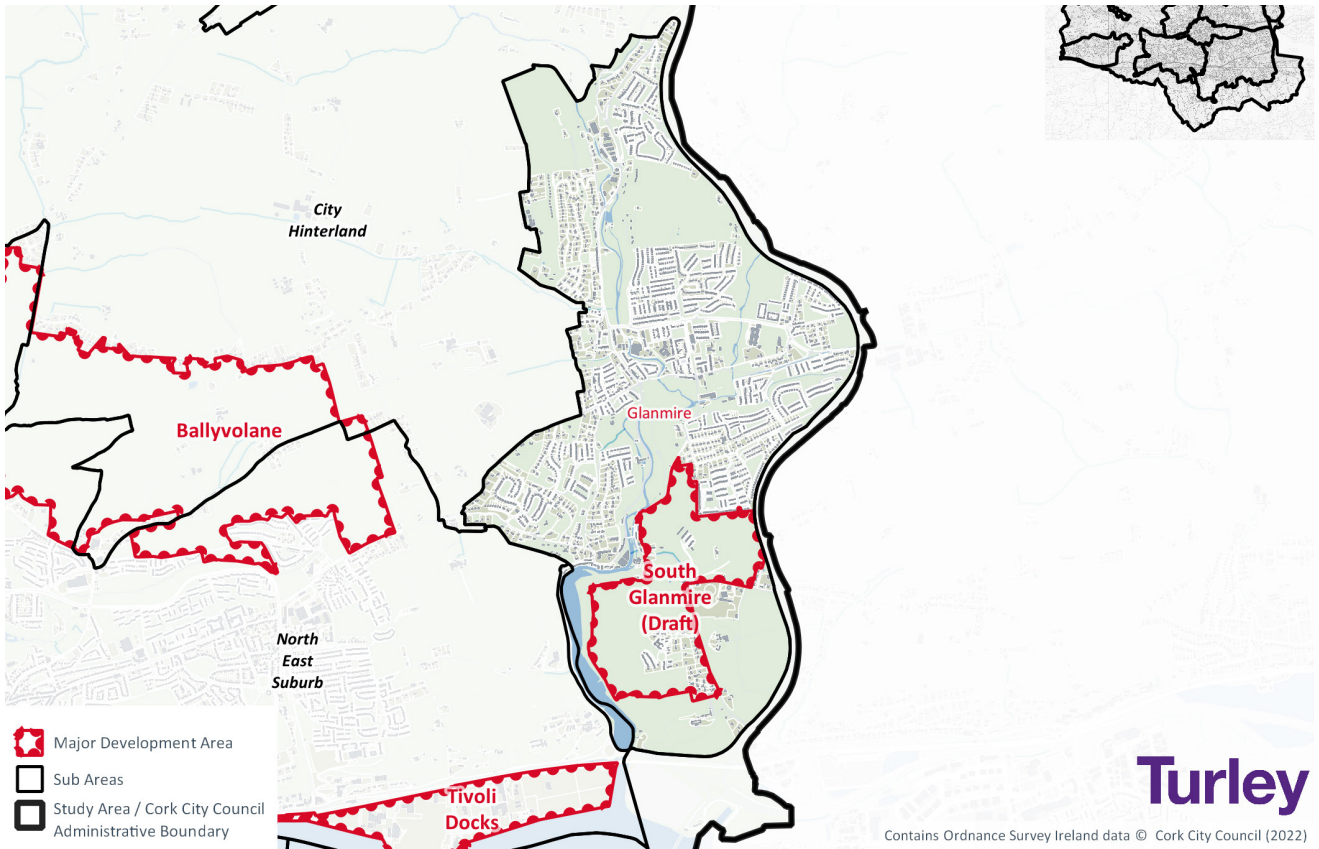 City
Hinterland
Ballyvolane
Glanmire
South
Glanmire
(Draft)
North
East
Suburb
Major Development Area
Sub Areas
Study Area / Cork City Council
Administrative Boundary
Tivoli
Docks
Turley
Contains Ordnance Survey Ireland data © Cork City Council (2022)